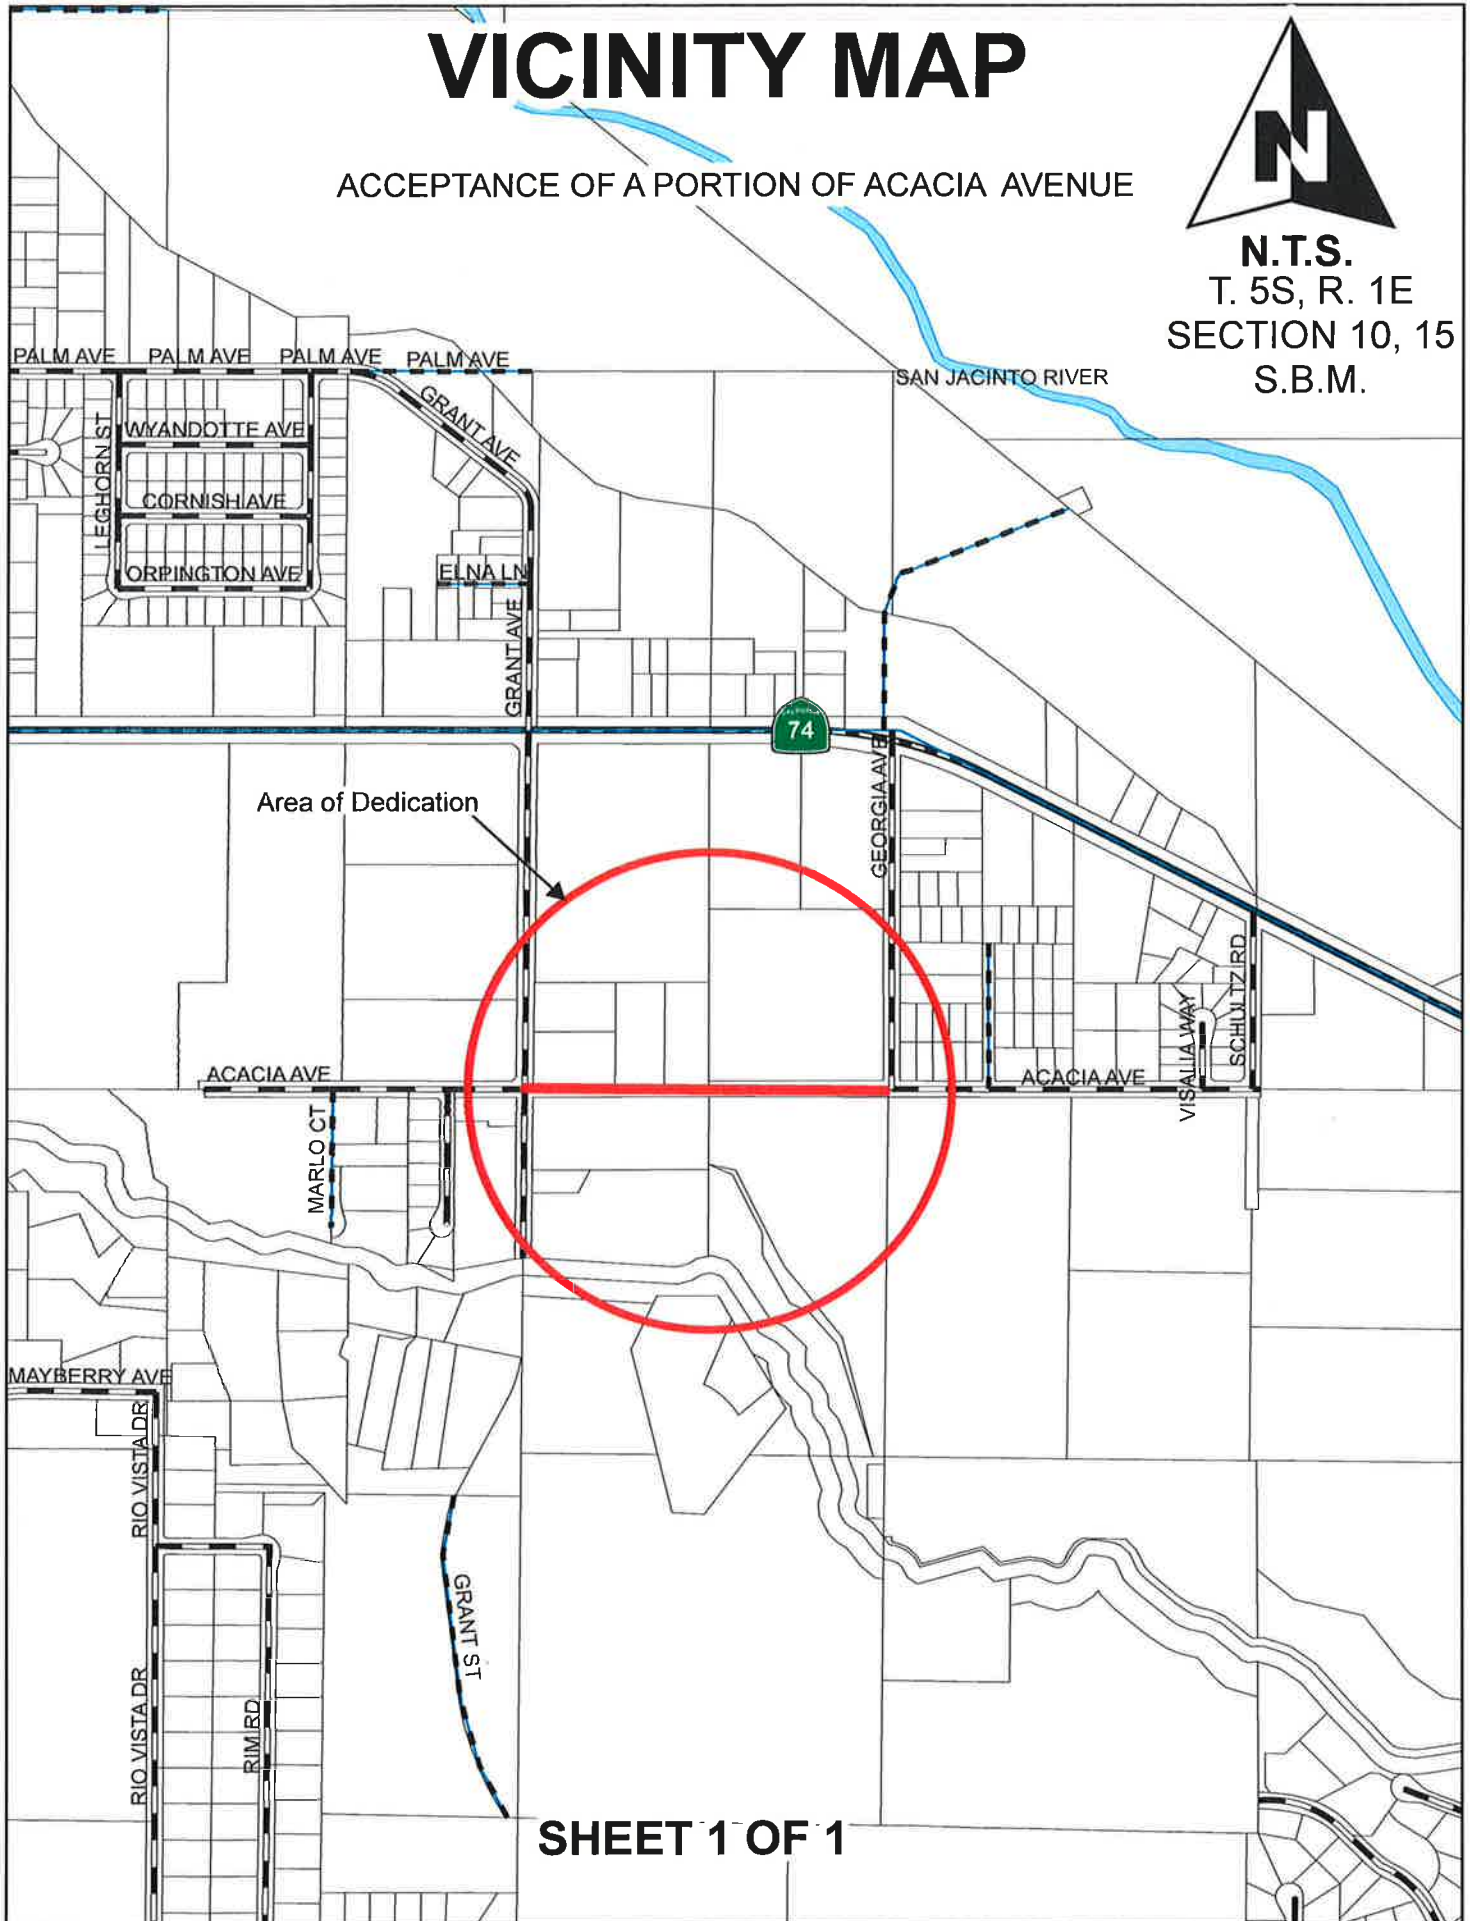 VICINITY MAP
ACCEPTANCE OF A PORTION OF ACACIA AVENUE
N
N.T.S.
T. 5S, R. 1E
SECTION 10, 15
S.B.M.
PALM AVE
PALM AVE
PALM AVE
PALM AVE
SAN JACINTO RIVER
GRANT AVE
LEGHORN ST
WYANDOTTE AVE
CORNISH AVE
ORPINGTON AVE
ELNA LN
GRANT AVE
CALIFORNIA
74
GEORGIA AVE
Area of Dedication
ACACIA AVE
ACACIA AVE
VISALIA WAY
SCHULTZ RD
MARLO CT
MAYBERRY AVE
RIO VISTA DR
GRANT ST
RIO VISTA DR
RIM RD
SHEET 1 OF 1